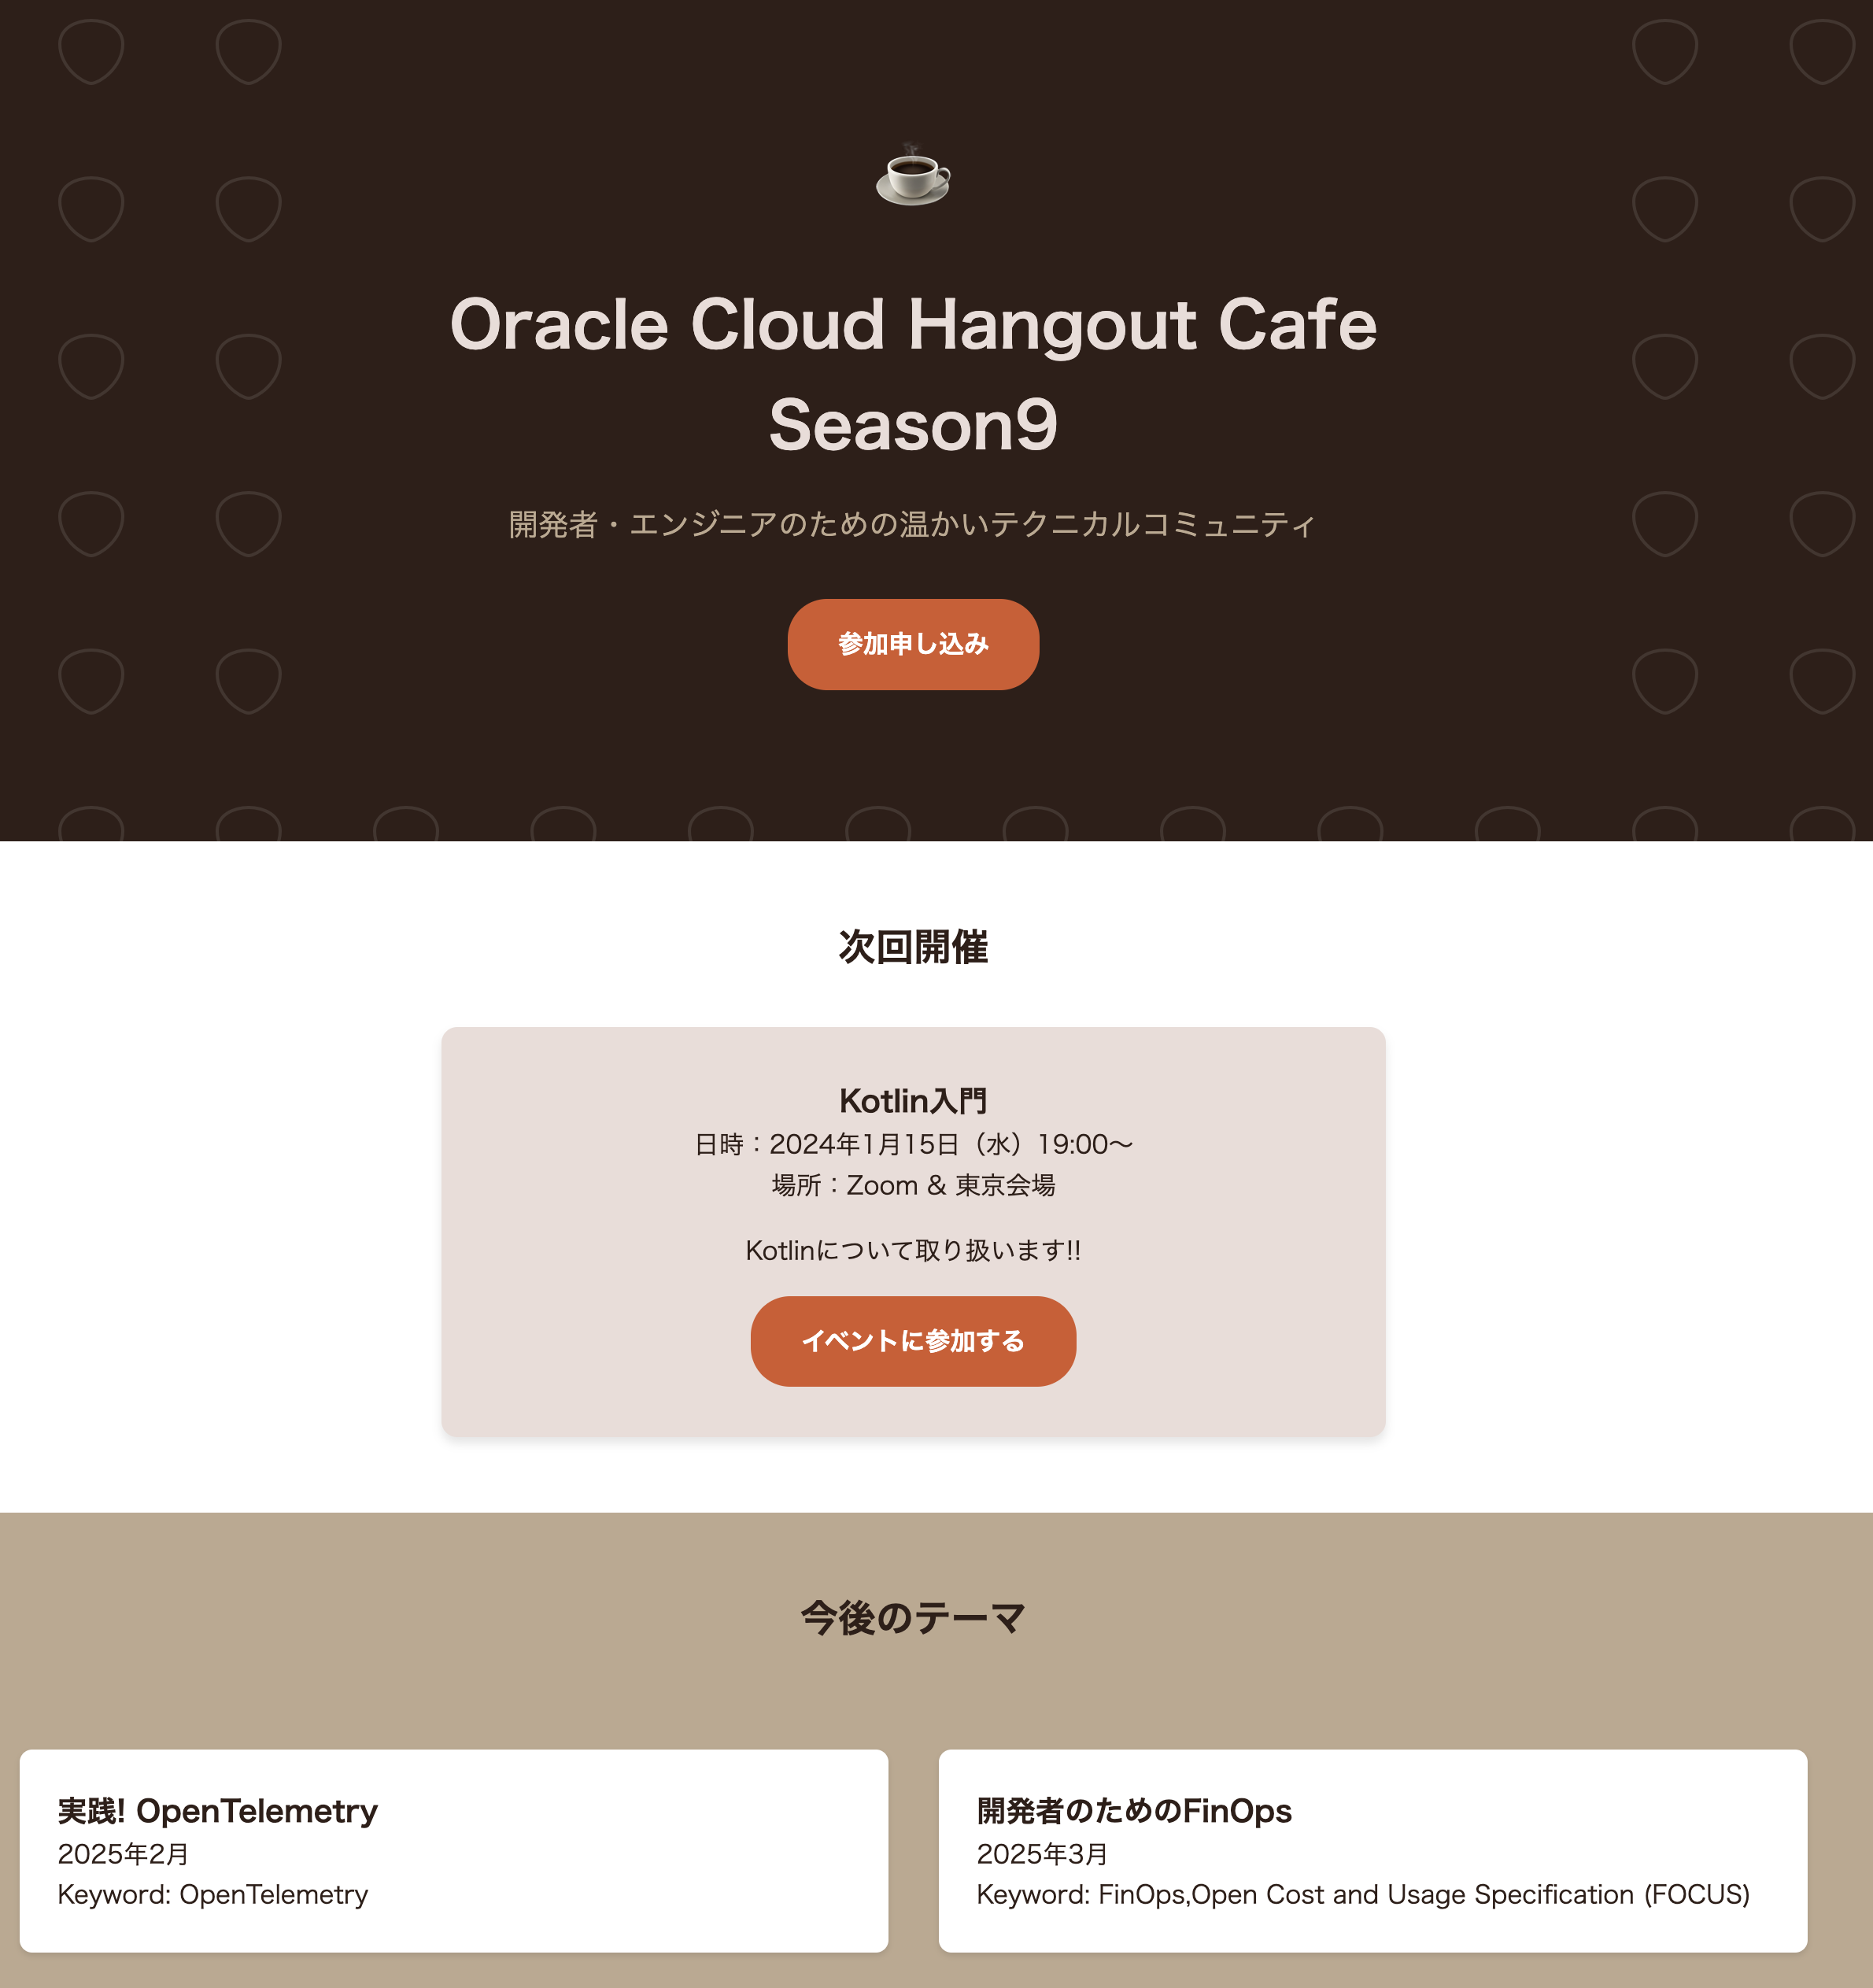 Oracle Cloud Hangout Cafe
Season9
開発者・エンジニアのための温かいテクニカルコミュニティ
参加申し込み
次回開催
Kotlin入門
日時：2024年1月15日（水）19:00〜
場所：Zoom & 東京会場
Kotlinについて取り扱います!!
イベントに参加する
今後のテーマ
実践! OpenTelemetry
2025年2月
Keyword: OpenTelemetry
開発者のためのFinOps
2025年3月
Keyword: FinOps,Open Cost and Usage Specification (FOCUS)